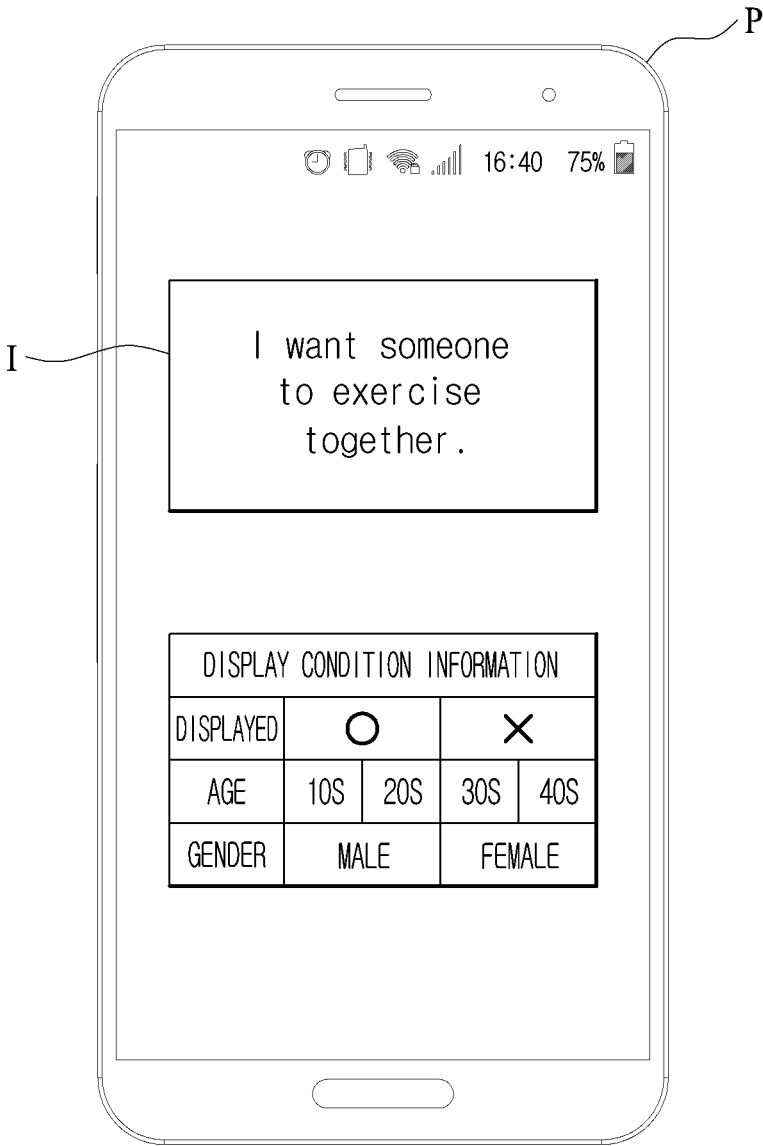 P
16:40 75%
I
I want someone
to exercise
together.
DISPLAY CONDITION INFORMATION
DISPLAYED O X
AGE 10S 20S 30S 40S
GENDER MALE FEMALE